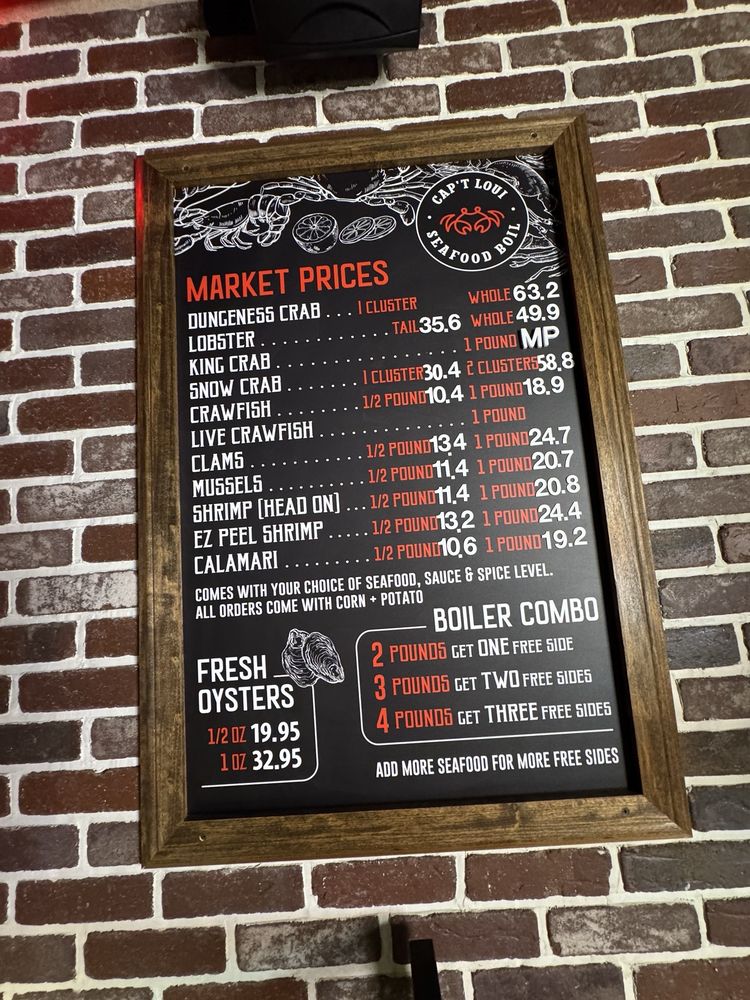 CAP'T LOUI
SEAFOOD BOIL
MARKET PRICES
DUNGENESS CRAB ... 1 CLUSTER WHOLE 63.2
LOBSTER .................... TAIL 35.6 WHOLE 49.9
KING CRAB ............................ 1 POUND MP
SNOW CRAB ........... 1 CLUSTER 30.4 2 CLUSTERS 58.8
CRAWFISH ............. 1/2 POUND 10.4 1 POUND 18.9
LIVE CRAWFISH ..................... 1 POUND
CLAMS ................. 1/2 POUND 13.4 1 POUND 24.7
MUSSELS ............... 1/2 POUND 11.4 1 POUND 20.7
SHRIMP (HEAD ON) ... 1/2 POUND 11.4 1 POUND 20.8
EZ PEEL SHRIMP ..... 1/2 POUND 13.2 1 POUND 24.4
CALAMARI ............. 1/2 POUND 10.6 1 POUND 19.2
COMES WITH YOUR CHOICE OF SEAFOOD, SAUCE & SPICE LEVEL.
ALL ORDERS COME WITH CORN + POTATO
FRESH
OYSTERS
1/2 OZ 19.95
1 OZ 32.95
BOILER COMBO
2 POUNDS GET ONE FREE SIDE
3 POUNDS GET TWO FREE SIDES
4 POUNDS GET THREE FREE SIDES
ADD MORE SEAFOOD FOR MORE FREE SIDES